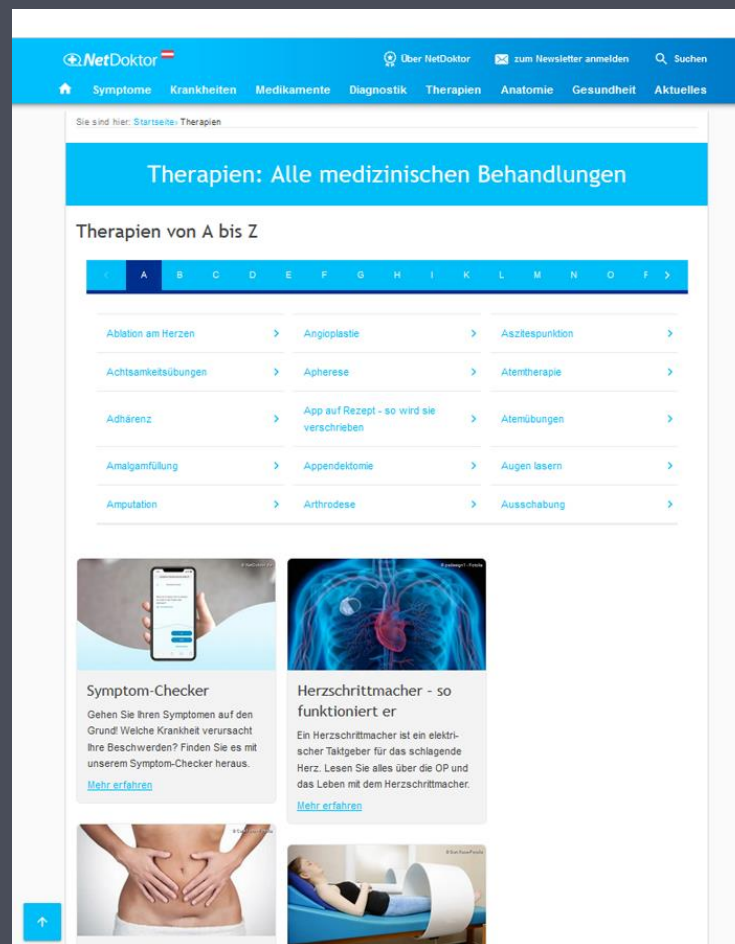 NetDoktor
Über NetDoktor
zum Newsletter anmelden
Suchen
Symptome Krankheiten Medikamente Diagnostik Therapien Anatomie Gesundheit Aktuelles
Sie sind hier: Startseite› Therapien
Therapien: Alle medizinischen Behandlungen
Therapien von A bis Z
A B C D E F G H I K L M N O
Ablation am Herzen
Angioplastie
Aszitespunktion
Achtsamkeitsübungen
Apherese
Atemtherapie
Adhärenz
App auf Rezept - so wird sie
verschrieben
Atemübungen
Amalgamfüllung
Appendektomie
Augen lasern
Amputation
Arthrodese
Ausschabung
Symptom-Checker
Gehen Sie Ihren Symptomen auf den
Grund! Welche Krankheit verursacht
Ihre Beschwerden? Finden Sie es mit
unserem Symptom-Checker heraus.
Mehr erfahren
Herzschrittmacher - so
funktioniert er
Ein Herzschrittmacher ist ein elektri-
scher Taktgeber für das schlagende
Herz. Lesen Sie alles über die OP und
das Leben mit dem Herzschrittmacher.
Mehr erfahren